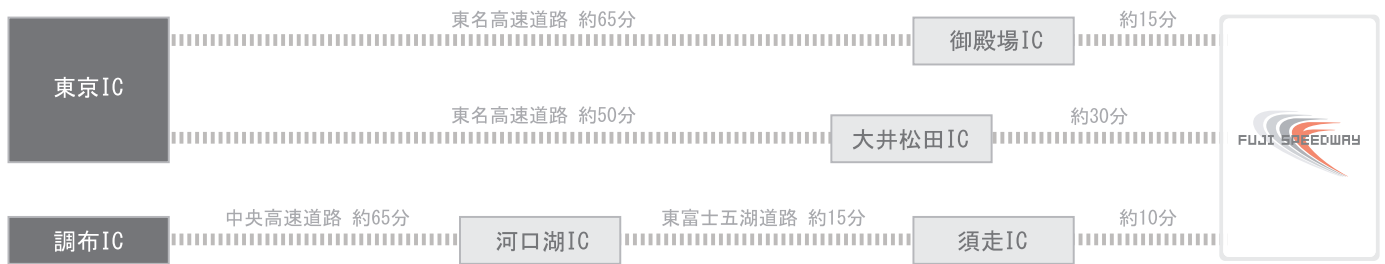 東名高速道路 約65分
約15分
東京IC
御殿場IC
東名高速道路 約50分
約30分
大井松田IC
FUJI SPEEDWAY
中央高速道路 約65分
東富士五湖道路 約15分
約10分
調布IC
河口湖IC
須走IC